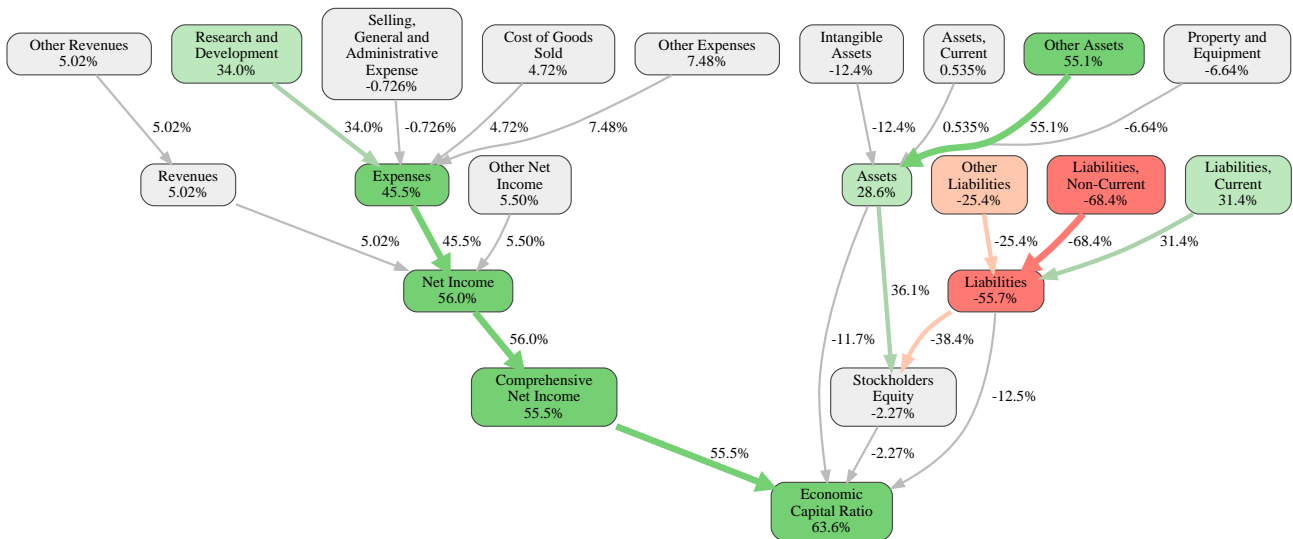 Other Revenues
5.02%
Research and
Development
34.0%
Selling,
General and
Administrative
Expense
-0.726%
Cost of Goods
Sold
4.72%
Other Expenses
7.48%
Intangible
Assets
-12.4%
Assets,
Current
0.535%
Other Assets
55.1%
Property and
Equipment
-6.64%
5.02%
34.0%
-0.726%
4.72%
7.48%
-12.4%
0.535%
55.1%
-6.64%
Revenues
5.02%
Expenses
45.5%
Other Net
Income
5.50%
Assets
28.6%
Other
Liabilities
-25.4%
Liabilities,
Non-Current
-68.4%
Liabilities,
Current
31.4%
5.02%
45.5%
5.50%
-25.4%
-68.4%
31.4%
Net Income
56.0%
36.1%
Liabilities
-55.7%
56.0%
-11.7%
-38.4%
Comprehensive
Net Income
55.5%
Stockholders
Equity
-2.27%
-12.5%
55.5%
-2.27%
Economic
Capital Ratio
63.6%